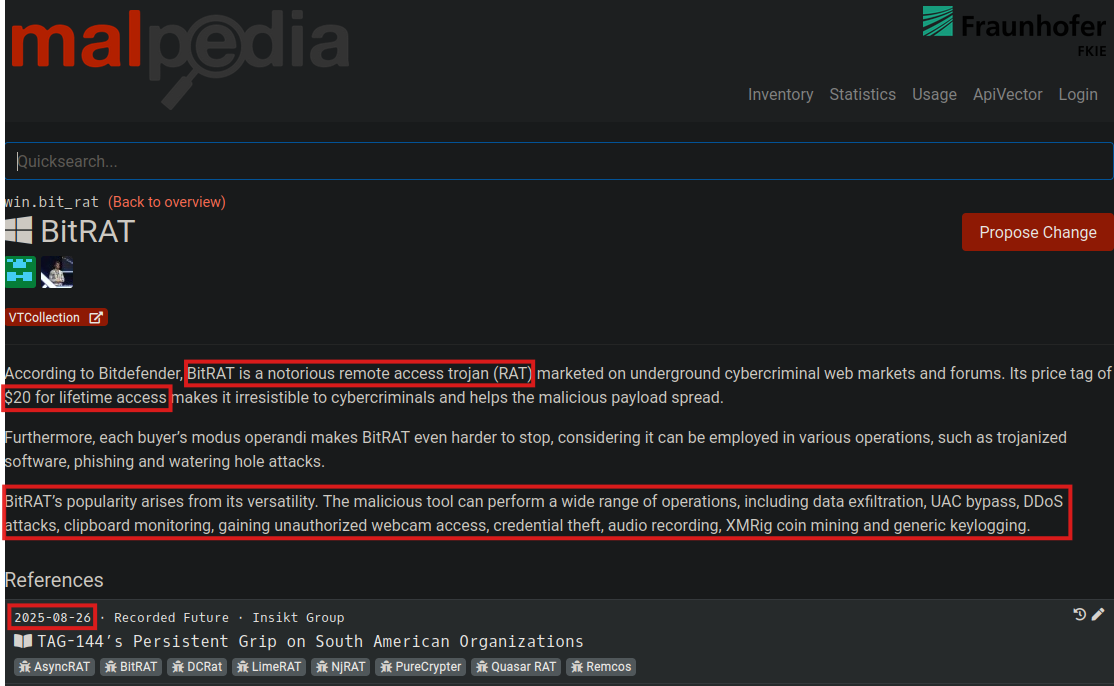 malpedia
Fraunhofer
FKIE
Inventory Statistics Usage ApiVector Login
Quicksearch...
win.bit_rat (Back to overview)
BitRAT
Propose Change
VTCollection
According to Bitdefender, BitRAT is a notorious remote access trojan (RAT) marketed on underground cybercriminal web markets and forums. Its price tag of
$20 for lifetime access makes it irresistible to cybercriminals and helps the malicious payload spread.
Furthermore, each buyer’s modus operandi makes BitRAT even harder to stop, considering it can be employed in various operations, such as trojanized
software, phishing and watering hole attacks.
BitRAT’s popularity arises from its versatility. The malicious tool can perform a wide range of operations, including data exfiltration, UAC bypass, DDoS
attacks, clipboard monitoring, gaining unauthorized webcam access, credential theft, audio recording, XMRig coin mining and generic keylogging.
References
2025-08-26 · Recorded Future · Insikt Group
TAG-144’s Persistent Grip on South American Organizations
AsyncRAT BitRAT DCRat LimeRAT NjRAT PureCrypter Quasar RAT Remcos